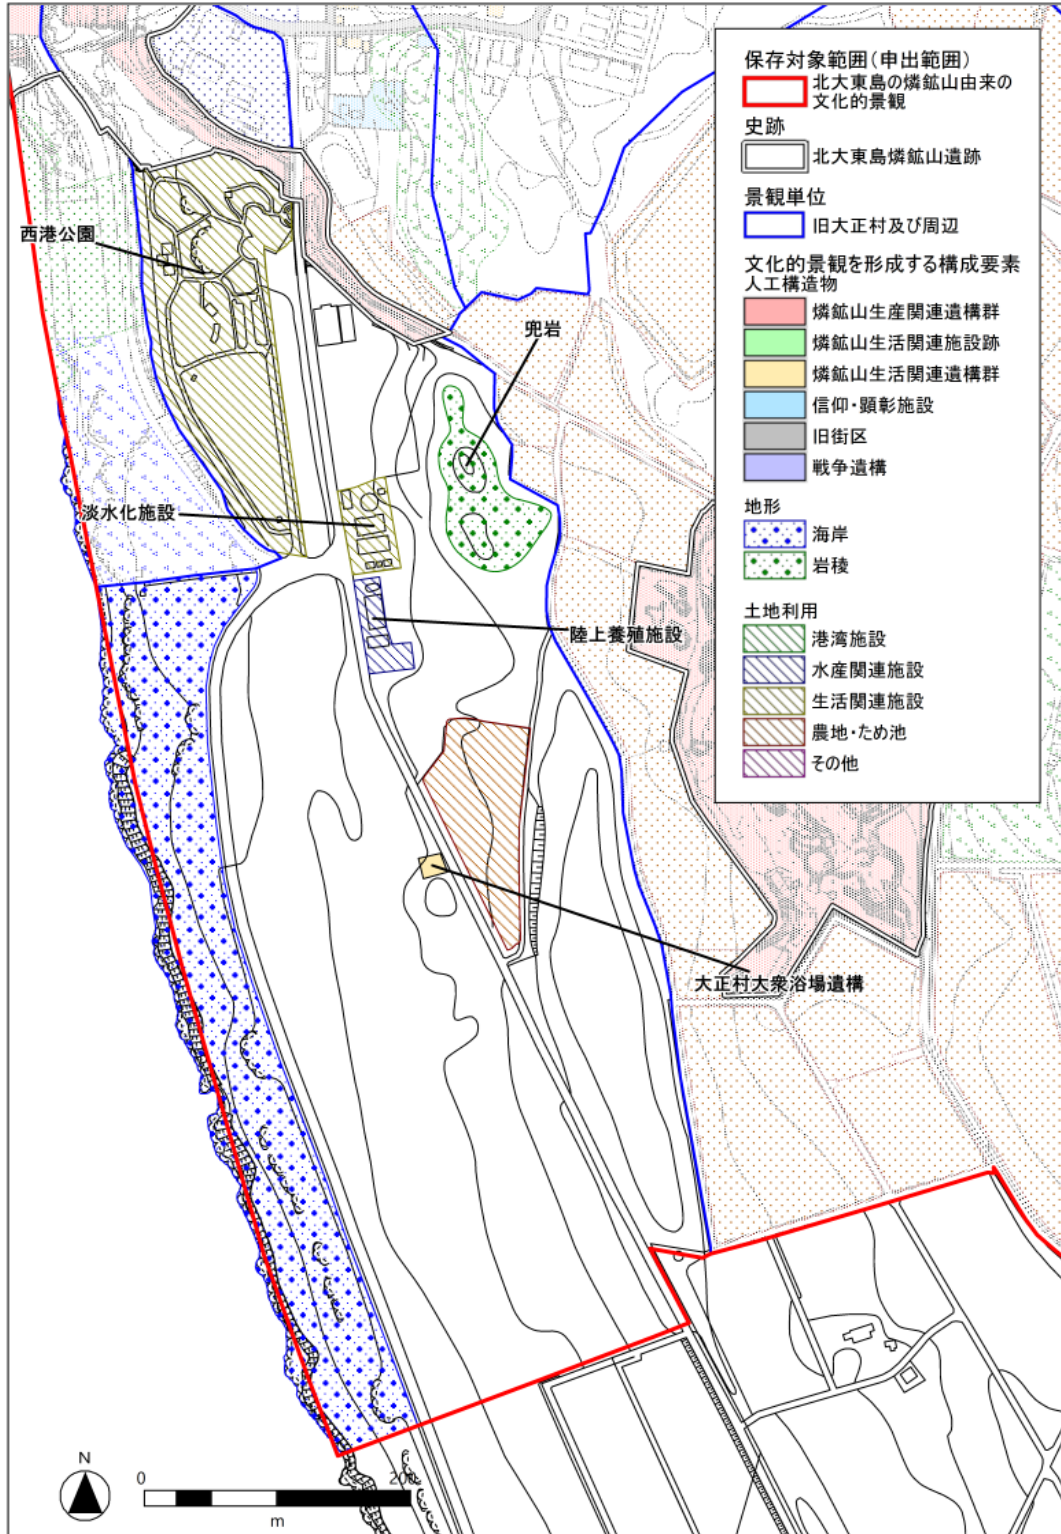 保存対象範囲(申出範囲)
北大東島の燐鉱山由来の
文化的景観
史跡
北大東島燐鉱山遺跡
景観単位
旧大正村及び周辺
文化的景観を形成する構成要素
人工構造物
燐鉱山生産関連遺構群
燐鉱山生活関連施設跡
燐鉱山生活関連遺構群
信仰・顕彰施設
旧街区
戦争遺構
地形
海岸
岩稜
土地利用
港湾施設
水産関連施設
生活関連施設
農地・ため池
その他
西港公園
兜岩
淡水化施設
陸上養殖施設
大正村大衆浴場遺構
N
0
200
m